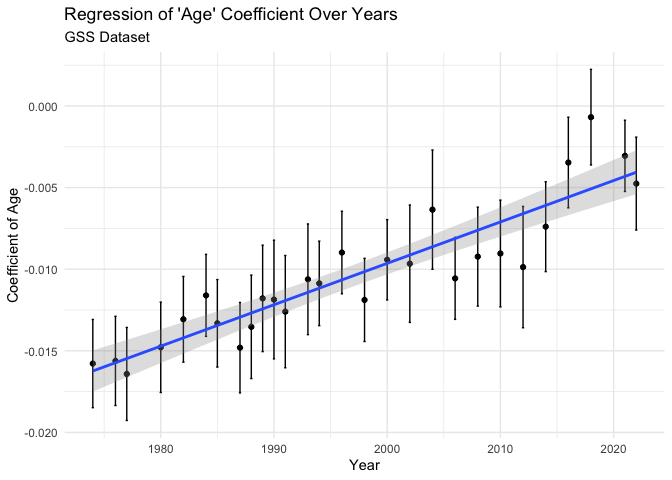 Regression of 'Age' Coefficient Over Years
GSS Dataset
Coefficient of Age
0.000
-0.005
-0.010
-0.015
-0.020
1980 1990 2000 2010 2020
Year